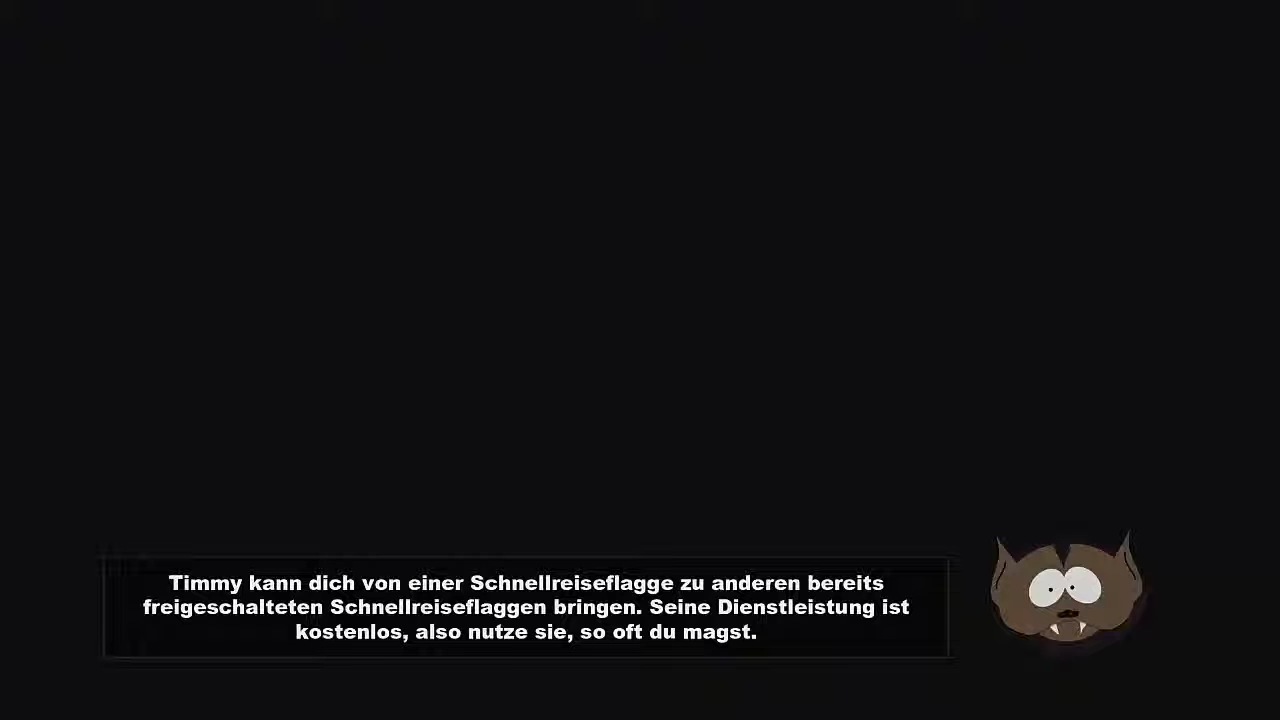 Timmy kann dich von einer Schnellreiseflagge zu anderen bereits
freigeschalteten Schnellreiseflaggen bringen. Seine Dienstleistung ist
kostenlos, also nutze sie, so oft du magst.